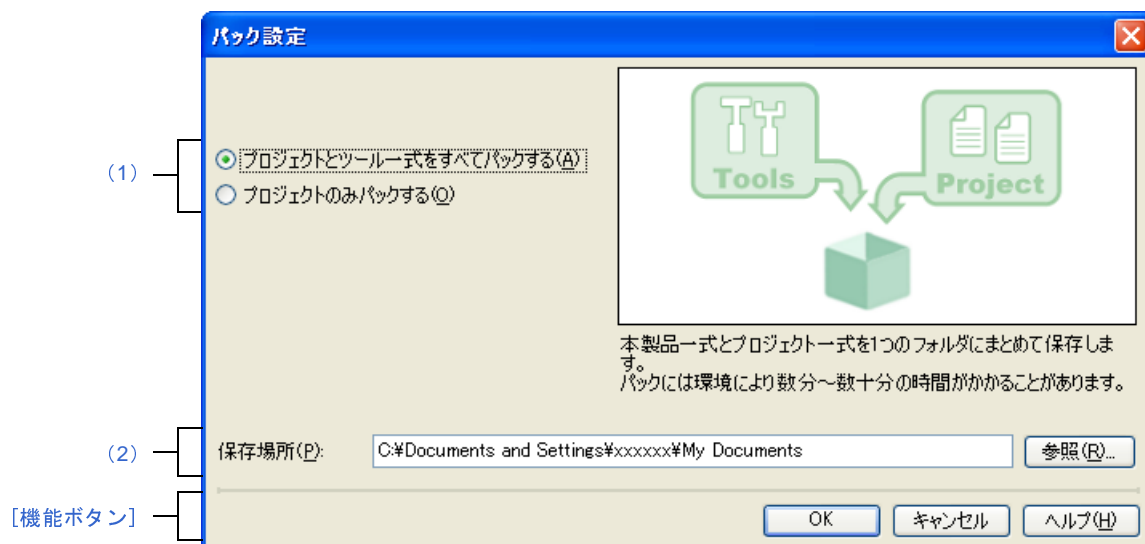 パック設定
(1)
プロジェクトとツール一式をすべてパックする(A)
プロジェクトのみパックする(O)
Tools
Project
本製品一式とプロジェクト一式を1つのフォルダにまとめて保存しま
す。
パックには環境により数分～数十分の時間がかかることがあります。
(2)
保存場所(P):
C:¥Documents and Settings¥xxxxxx¥My Documents
参照(R)...
[機能ボタン]
OK
キャンセル
ヘルプ(H)